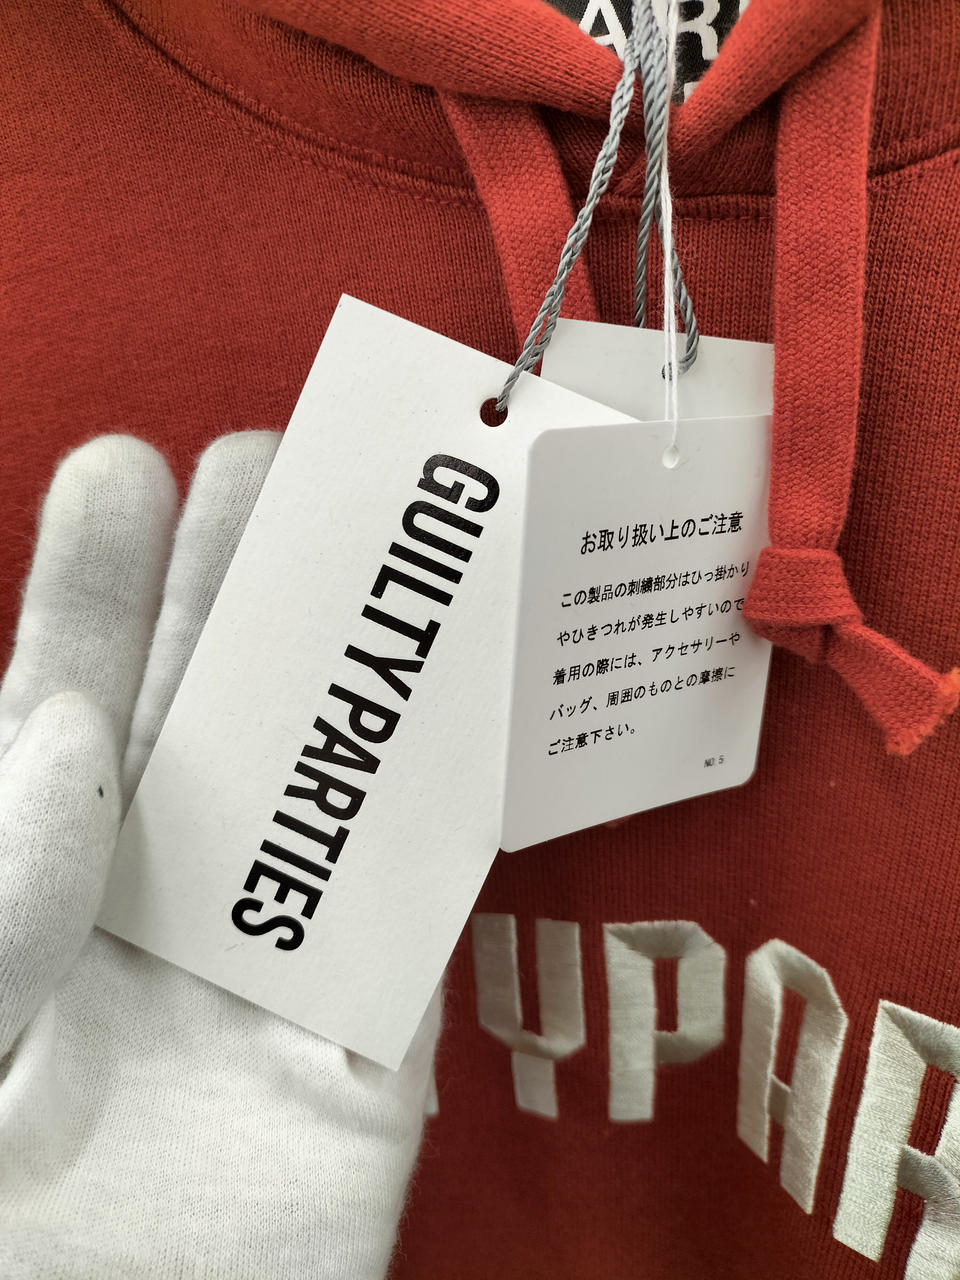 AR
GUILTY PARTIES
お取り扱い上のご注意
この製品の刺繍部分はひっ掛かり
やひきつれが発生しやすいので
着用の際には、アクセサリーや
バッグ、周囲のものとの摩擦に
ご注意下さい。
NO. 5
YPAR